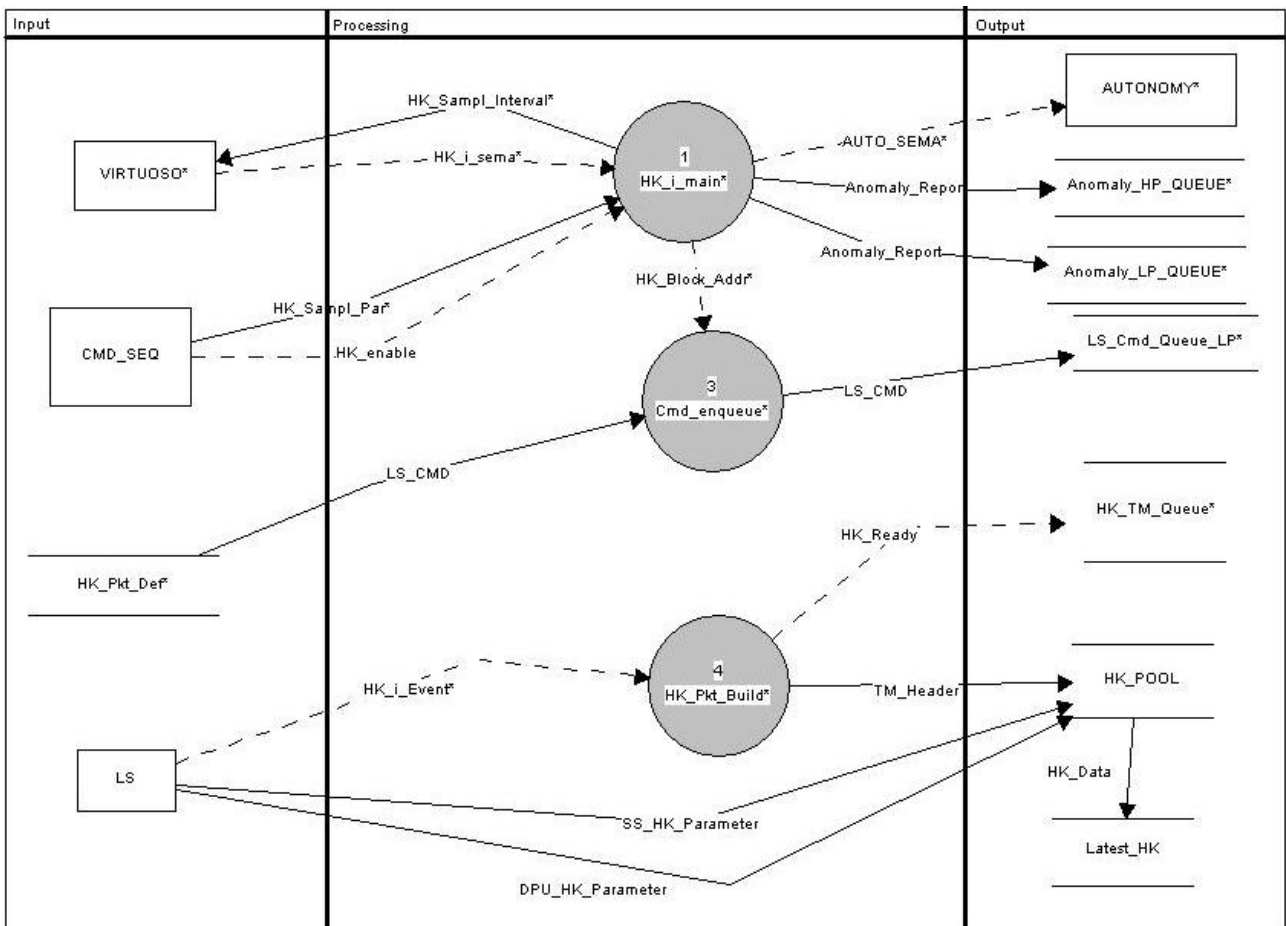 Input
Processing
Output
HK_Sampl_Interval*
AUTONOMY*
VIRTUOSO*
HK_i_sema*
1
HK_i_main*
AUTO_SEMA*
Anomaly_Repor
Anomaly_HP_QUEUE*
Anomaly_Report
Anomaly_LP_QUEUE*
HK_Block_Addr*
HK_Sampl_Par*
CMD_SEQ
HK_enable
LS_Cmd_Queue_LP*
3
Cmd_enqueue*
LS_CMD
LS_CMD
HK_Pkt_Def*
HK_TM_Queue*
HK_Ready
4
HK_Pkt_Build*
HK_i_Event*
TM_Header
HK_POOL
LS
HK_Data
SS_HK_Parameter
Latest_HK
DPU_HK_Parameter